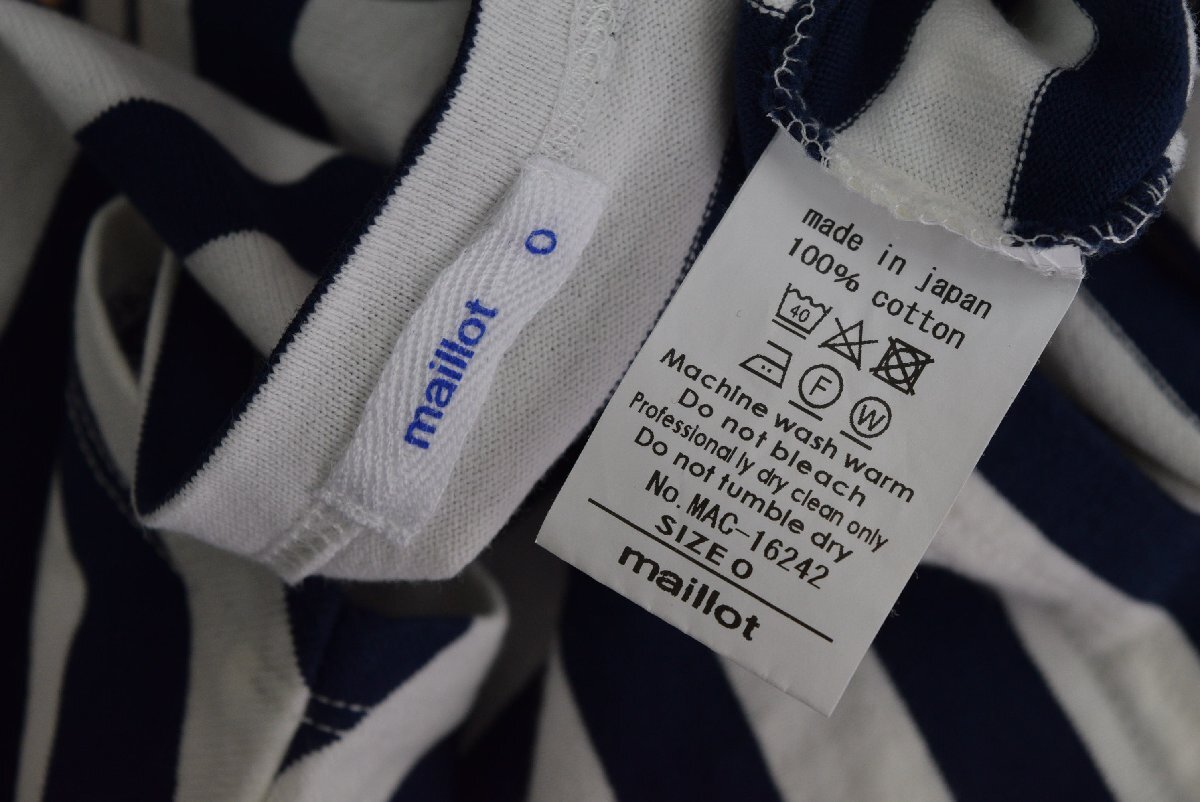 maillot 0
made in japan
100% cotton
40
F W
Machine wash warm
Do not bleach
Professionally dry clean only
Do not tumble dry
No. MAC-16242
SIZE 0
maillot